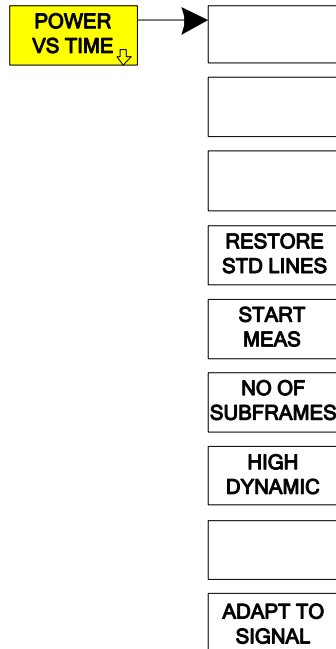 POWER
VS TIME
RESTORE
STD LINES
START
MEAS
NO OF
SUBFRAMES
HIGH
DYNAMIC
ADAPT TO
SIGNAL